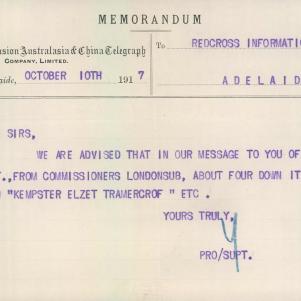 MEMORANDUM
nsion Australasia & China Telegraph
COMPANY, LIMITED.
To REDCROSS INFORMATIO
aide, OCTOBER 10TH 1917
ADELAID
SIRS,
WE ARE ADVISED THAT IN OUR MESSAGE TO YOU OF
T.,FROM COMMISSIONERS LONDONSUB, ABOUT FOUR DOWN IT
"KEMPSTER ELZET TRAMERCROF " ETC .
YOURS TRULY,
PRO/SUPT.